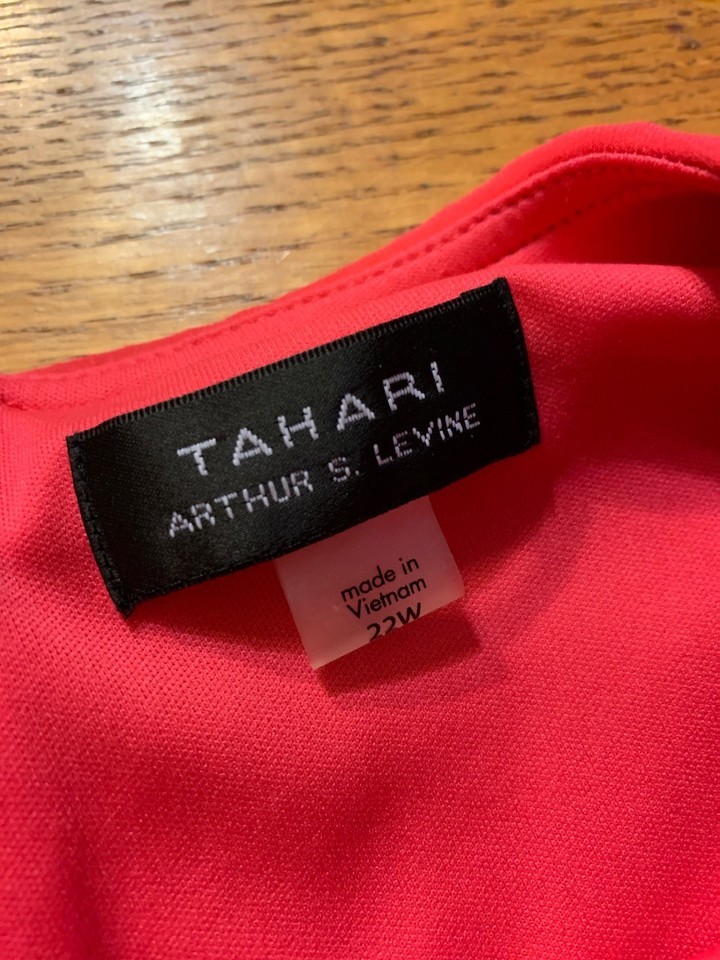 TAHARI
ARTHUR S. LEVINE
made in
Vietnam
22W